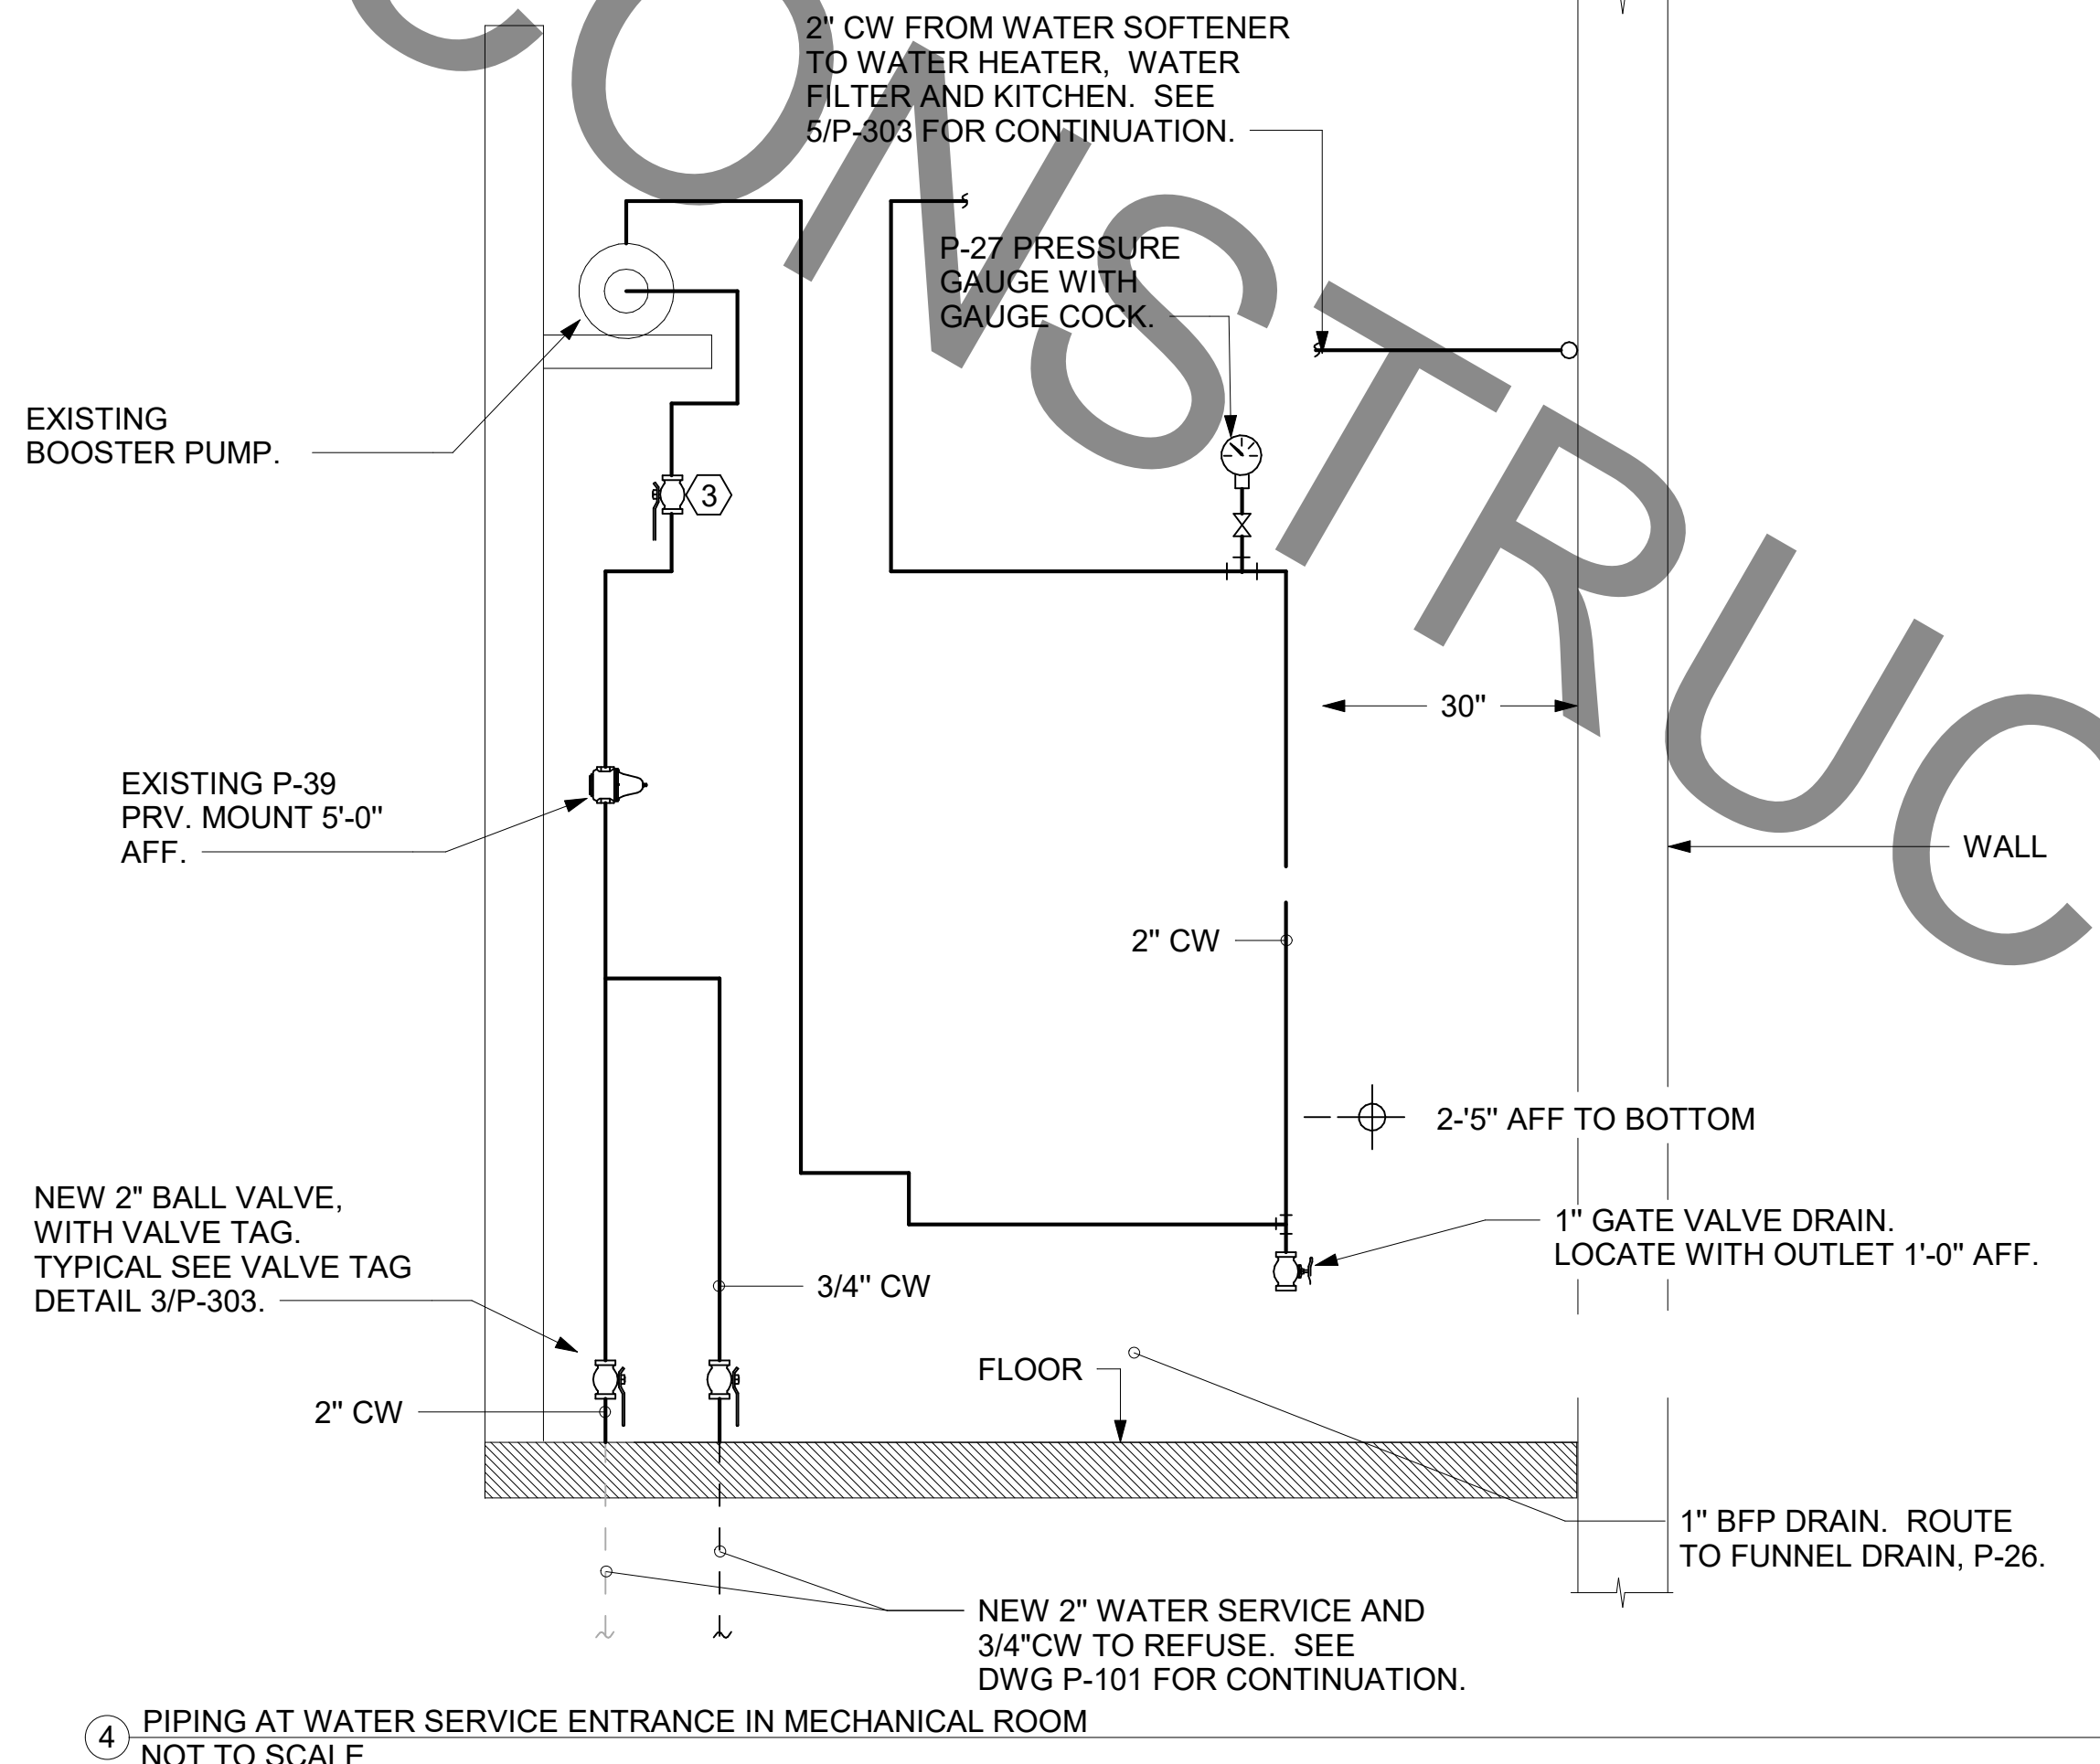 2" CW FROM WATER SOFTENER
TO WATER HEATER, WATER
FILTER AND KITCHEN. SEE
5/P-303 FOR CONTINUATION.
P-27 PRESSURE
GAUGE WITH
GAUGE COCK.
EXISTING
BOOSTER PUMP.
3
30"
EXISTING P-39
PRV. MOUNT 5'-0"
AFF.
WALL
2" CW
2-'5" AFF TO BOTTOM
NEW 2" BALL VALVE,
WITH VALVE TAG.
TYPICAL SEE VALVE TAG
DETAIL 3/P-303.
1" GATE VALVE DRAIN.
LOCATE WITH OUTLET 1'-0" AFF.
3/4" CW
FLOOR
2" CW
1" BFP DRAIN. ROUTE
TO FUNNEL DRAIN, P-26.
NEW 2" WATER SERVICE AND
3/4"CW TO REFUSE. SEE
DWG P-101 FOR CONTINUATION.
4 PIPING AT WATER SERVICE ENTRANCE IN MECHANICAL ROOM
NOT TO SCALE
CONSTRUC